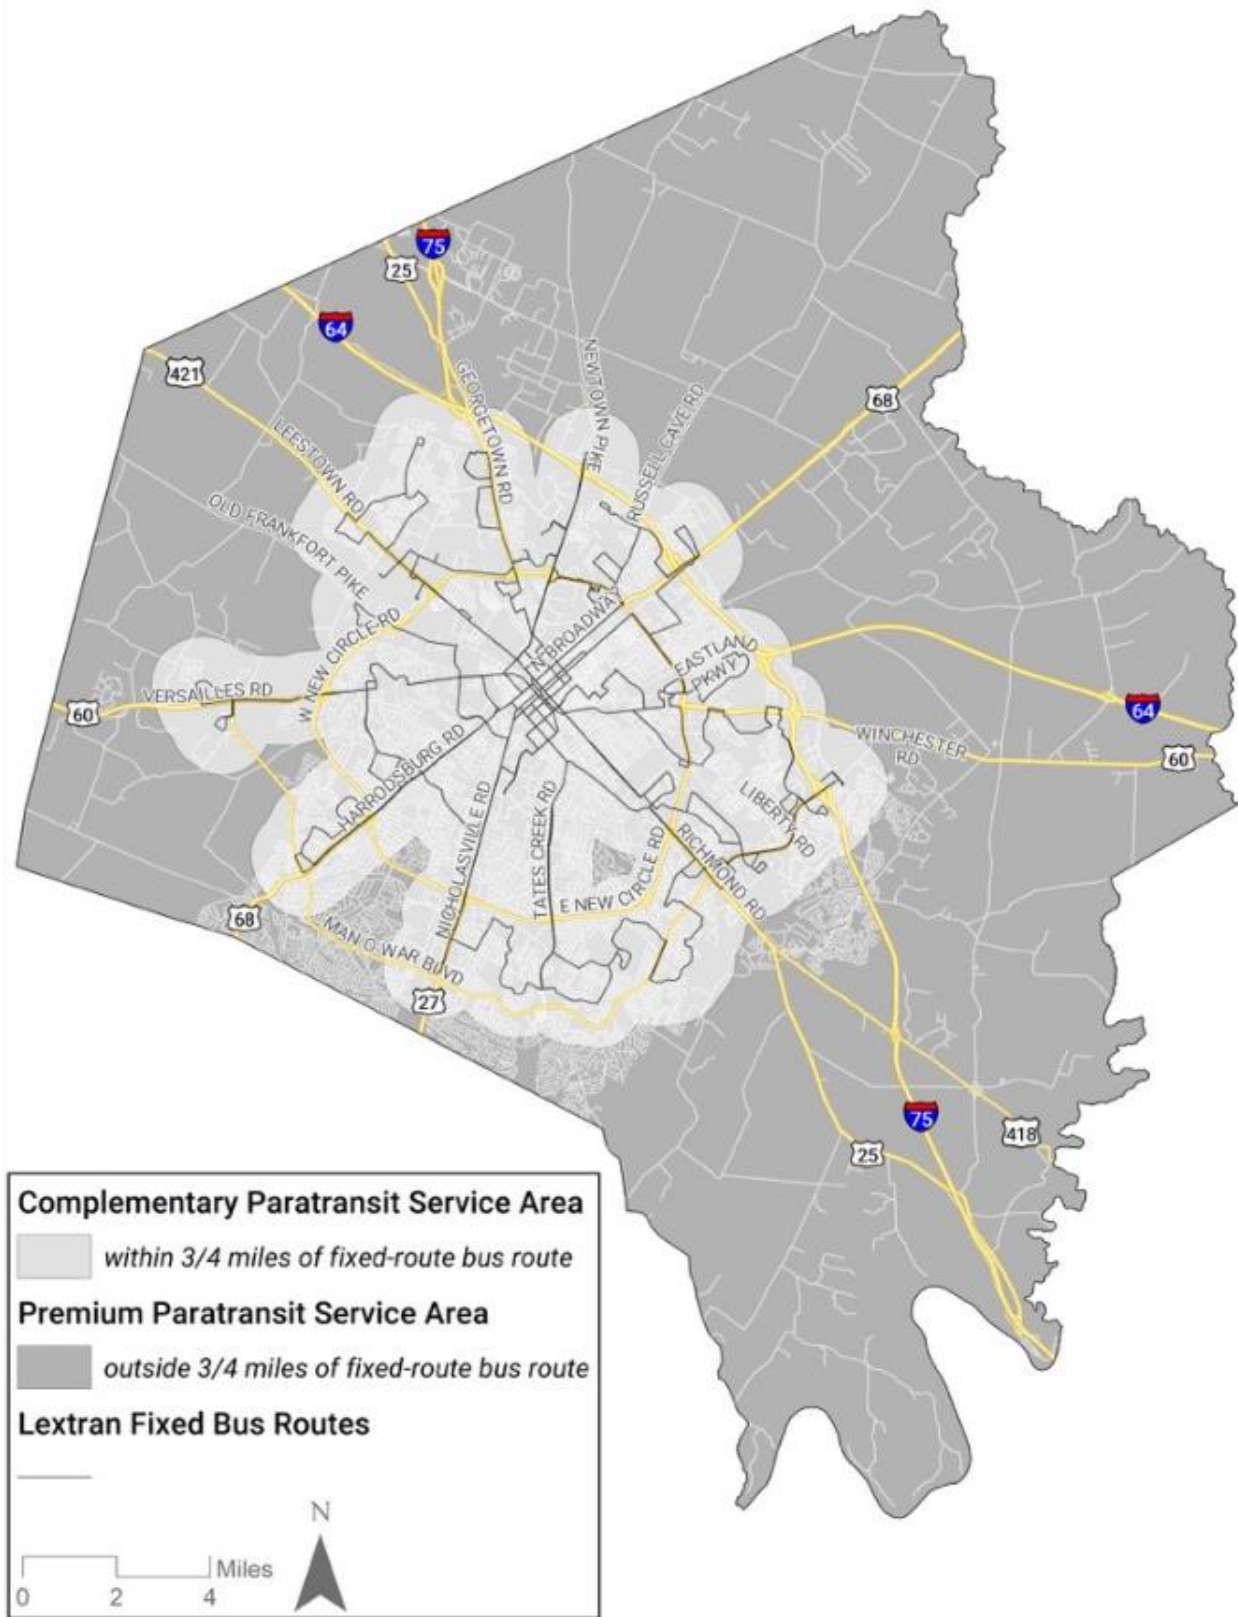 75
25
64
421
NEWTOWN PIKE
GEORGETOWN RD
RUSSELL CAVE RD
68
LEESTOWN RD
OLD FRANKFORT PIKE
N BROADWAY
W NEW CIRCLE RD
EASTLAND
PKWY
VERSAILLES RD
60
64
WINCHESTER
RD
60
HARRODSBURG RD
NICHOLASVILLE RD
TATES CREEK RD
LIBERTY RD
RICHMOND RD
E NEW CIRCLE RD
68
MAN O WAR BLVD
27
75
418
25
Complementary Paratransit Service Area
within 3/4 miles of fixed-route bus route
Premium Paratransit Service Area
outside 3/4 miles of fixed-route bus route
Lextran Fixed Bus Routes
N
Miles
0 2 4